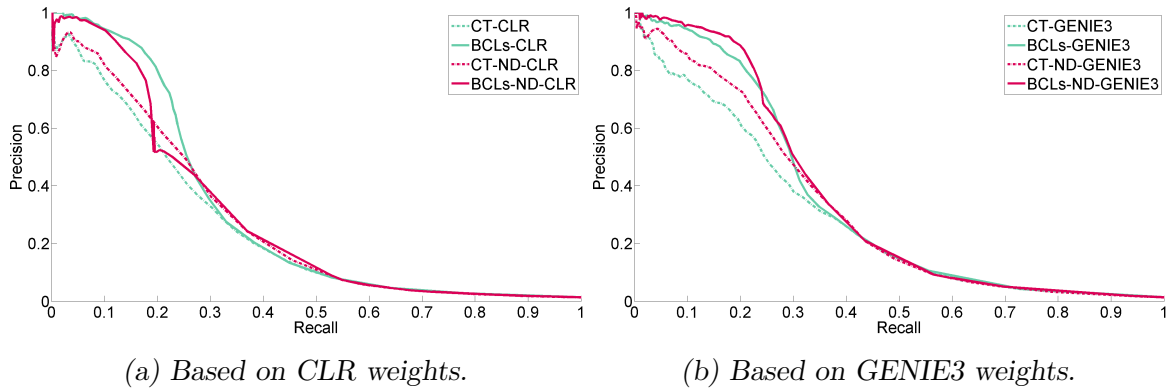 1
0.8
0.6
0.4
0.2
0
Precision
0 0.1 0.2 0.3 0.4 0.5 0.6 0.7 0.8 0.9 1
Recall
CT-CLR
BCLs-CLR
CT-ND-CLR
BCLs-ND-CLR
(a) Based on CLR weights.
1
0.8
0.6
0.4
0.2
0
Precision
0 0.1 0.2 0.3 0.4 0.5 0.6 0.7 0.8 0.9 1
Recall
CT-GENIE3
BCLs-GENIE3
CT-ND-GENIE3
BCLs-ND-GENIE3
(b) Based on GENIE3 weights.